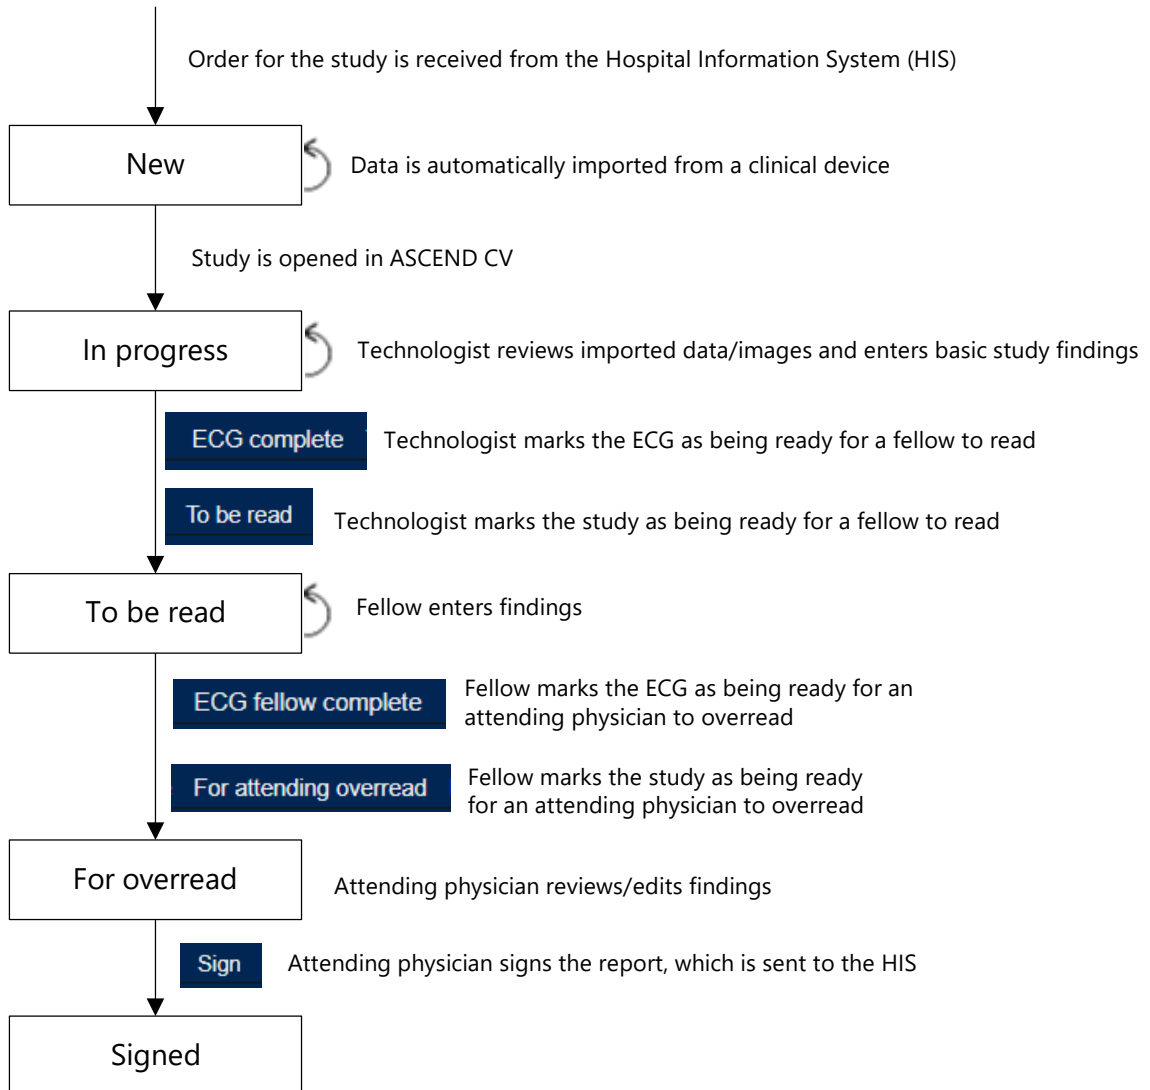 Order for the study is received from the Hospital Information System (HIS)
New
Data is automatically imported from a clinical device
Study is opened in ASCEND CV
In progress
Technologist reviews imported data/images and enters basic study findings
ECG complete
Technologist marks the ECG as being ready for a fellow to read
To be read
Technologist marks the study as being ready for a fellow to read
To be read
Fellow enters findings
ECG fellow complete
Fellow marks the ECG as being ready for an
attending physician to overread
For attending overread
Fellow marks the study as being ready
for an attending physician to overread
For overread
Attending physician reviews/edits findings
Sign
Attending physician signs the report, which is sent to the HIS
Signed